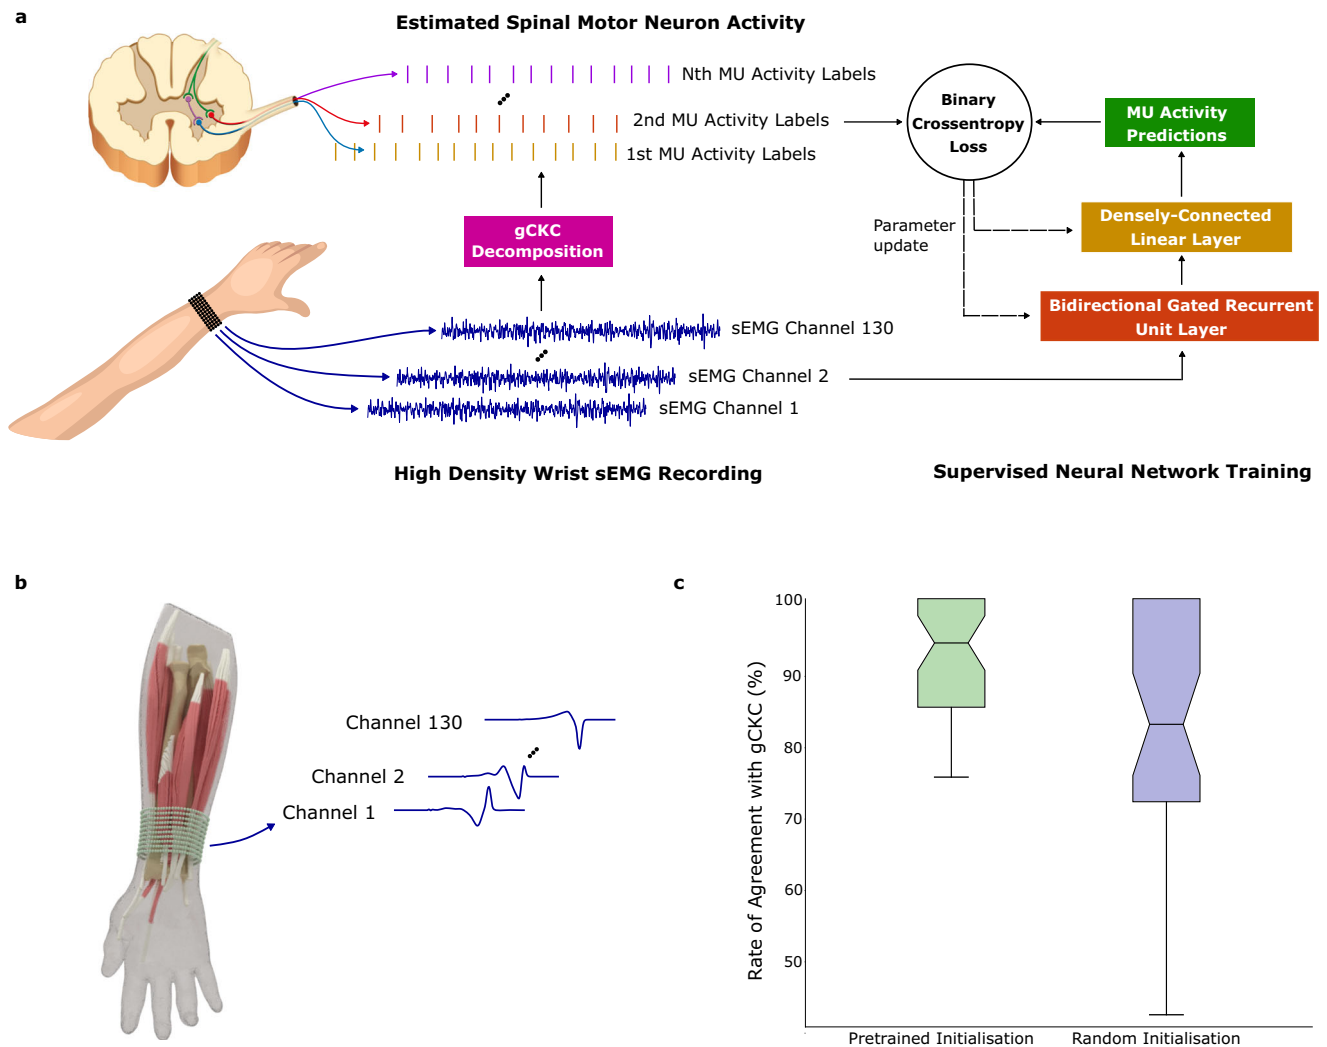 a
Estimated Spinal Motor Neuron Activity
Nth MU Activity Labels
2nd MU Activity Labels
1st MU Activity Labels
Binary
Crossentropy
Loss
MU Activity
Predictions
gCKC
Decomposition
Parameter
update
Densely-Connected
Linear Layer
Bidirectional Gated Recurrent
Unit Layer
sEMG Channel 130
sEMG Channel 2
sEMG Channel 1
High Density Wrist sEMG Recording
Supervised Neural Network Training
b
Channel 130
Channel 2
Channel 1
c
Rate of Agreement with gCKC (%)
100
90
80
70
60
50
Pretrained Initialisation
Random Initialisation